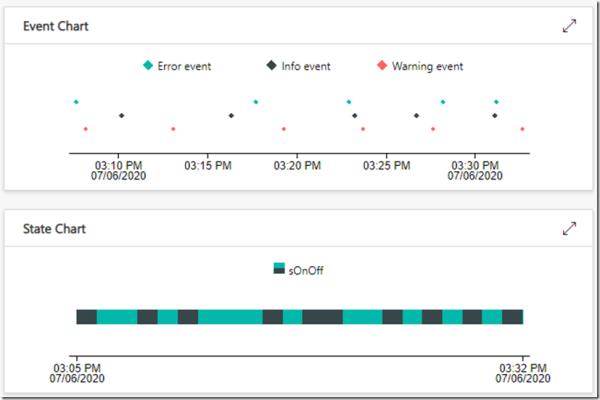 Event Chart
Error event Info event Warning event
03:10 PM 03:15 PM 03:20 PM 03:25 PM 03:30 PM
07/06/2020 07/06/2020
State Chart
sOnOff
03:05 PM 03:32 PM
07/06/2020 07/06/2020